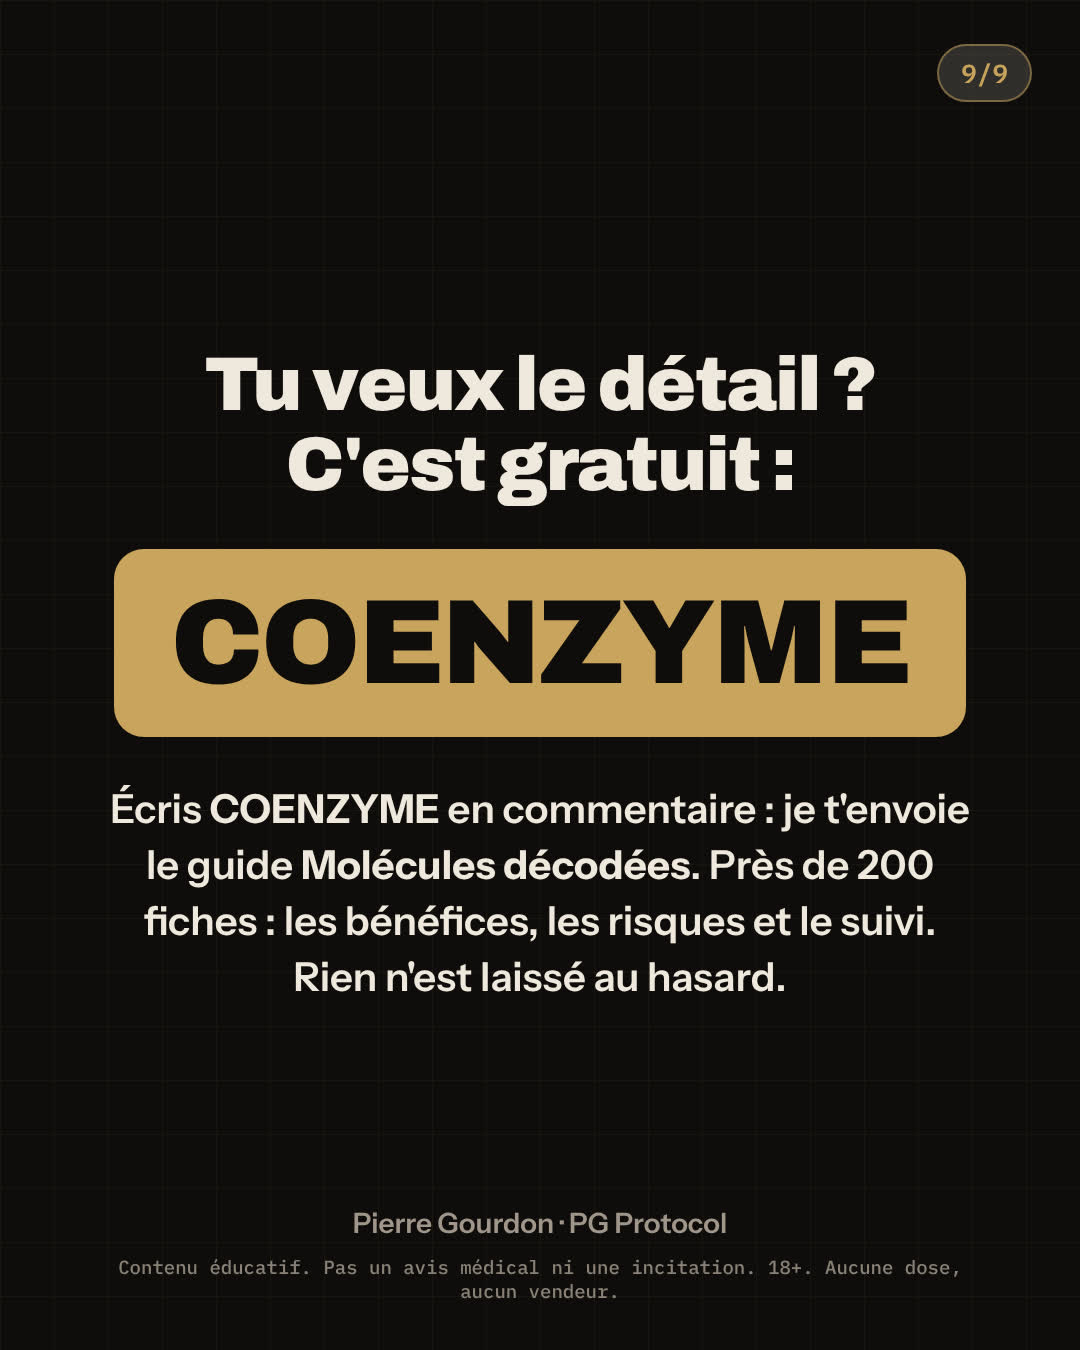 9/9
Tu veux le détail ?
C'est gratuit :
COENZYME
Écris COENZYME en commentaire : je t'envoie
le guide Molécules décodées. Près de 200
fiches : les bénéfices, les risques et le suivi.
Rien n'est laissé au hasard.
Pierre Gourdon · PG Protocol
Contenu éducatif. Pas un avis médical ni une incitation. 18+. Aucune dose,
aucun vendeur.